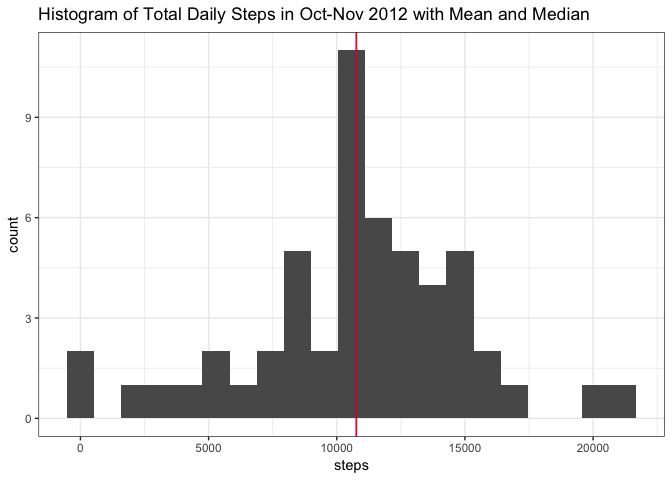 Histogram of Total Daily Steps in Oct-Nov 2012 with Mean and Median
9
6
3
0
count
0 5000 10000 15000 20000
steps